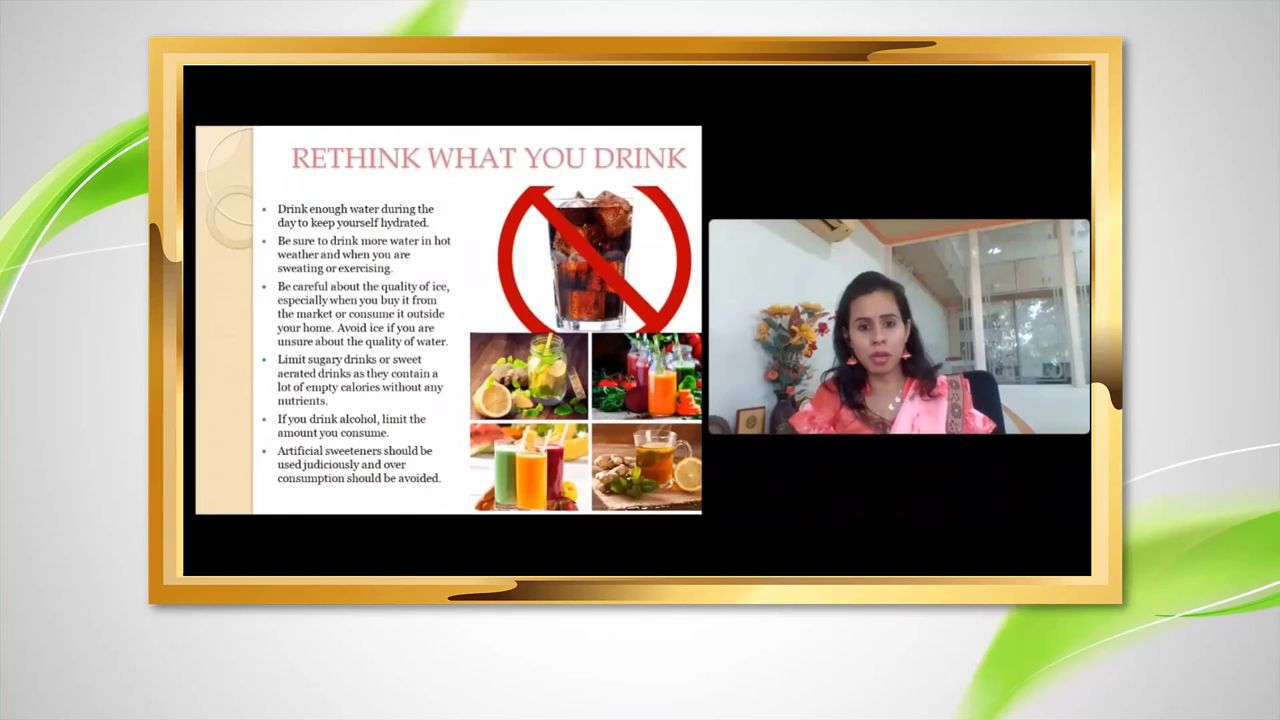 RETHINK WHAT YOU DRINK
• Drink enough water during the
day to keep yourself hydrated.
• Be sure to drink more water in hot
weather and when you are
sweating or exercising.
• Be careful about the quality of ice,
especially when you buy it from
the market or consume it outside
your home. Avoid ice if you are
unsure about the quality of water.
• Limit sugary drinks or sweet
aerated drinks as they contain a
lot of empty calories without any
nutrients.
• If you drink alcohol, limit the
amount you consume.
• Artificial sweeteners should be
used judiciously and over
consumption should be avoided.